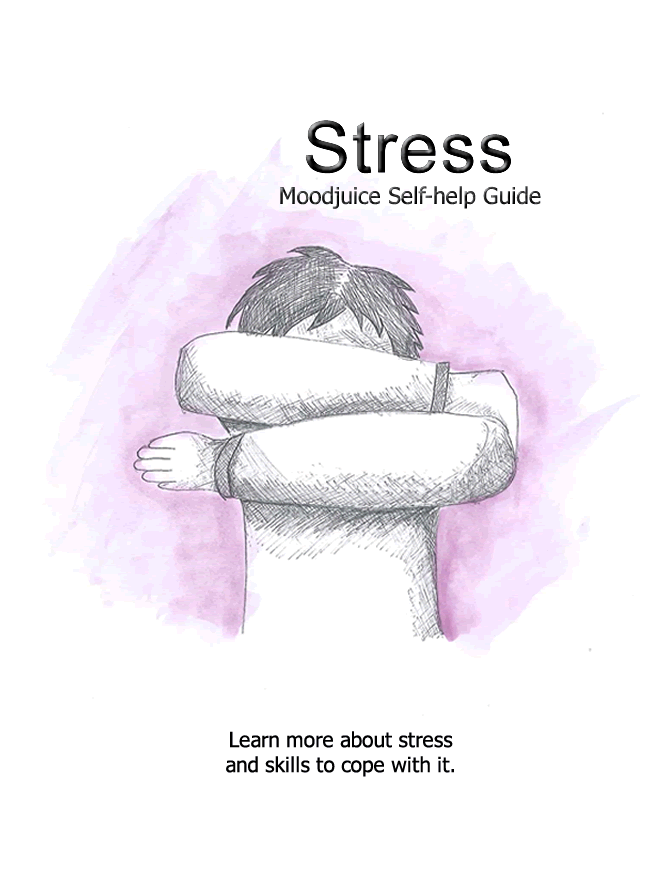 Stress
Moodjuice Self-help Guide
Learn more about stress
and skills to cope with it.